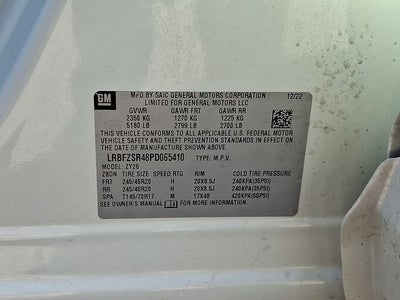 GM
MFD BY SAIC GENERAL MOTORS CORPORATION 12/22
LIMITED FOR GENERAL MOTORS LLC
GVWR GAWR FRT GAWR RR
2350 KG 1270 KG 1225 KG
5180 LB 2799 LB 2700 LB
THIS VEHICLE CONFORMS TO ALL APPLICABLE U.S. FEDERAL MOTOR
VEHICLE SAFETY & THEFT PREVENTION STANDARDS IN EFFECT ON
THE DATE OF MANUFACTURE SHOWN ABOVE.
LRBFZSR48PD065410 TYPE: M.P.V.
MODEL: ZY26 COLD TIRE PRESSURE
ZBON TIRE SIZE SPEED RTG RIM
FRT 245/45R20 H 20X8.5J 240KPA(35PSI)
RR 245/45R20 H 20X8.5J 240KPA(35PSI)
SPA T145/70R17 M 17X4B 420KPA(60PSI)
SEE OWNER'S MANUAL FOR MORE INFORMATION.